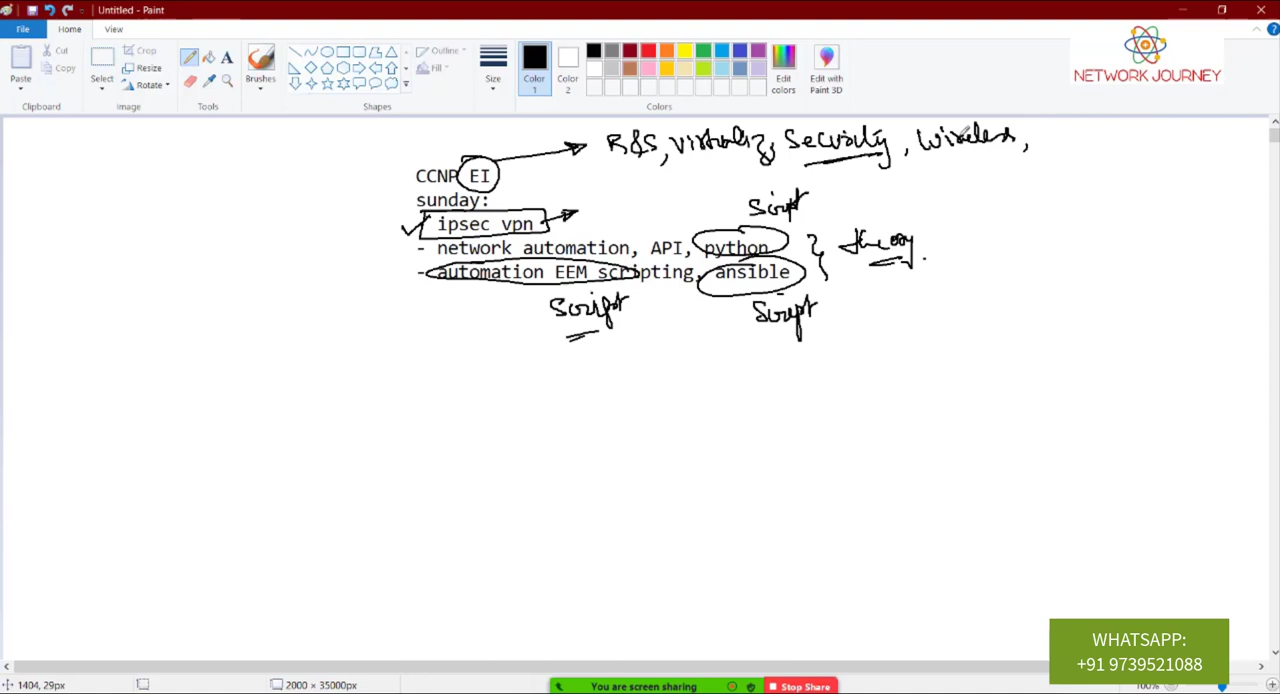 Untitled - Paint
File
Home
View
Paste
Cut
Copy
Clipboard
Select
Crop
Resize
Rotate
Image
Tools
Brushes
Shapes
Outline
Fill
Size
Color
1
Color
2
Edit
colors
Edit with
Paint 3D
Colors
NETWORK JOURNEY
R&S, virtualiz, Security, Wireless,
CCNP EI
sunday:
ipsec vpn
Script
- network automation, API, python
theory.
- automation EEM scripting, ansible
Script
Script
WHATSAPP:
+91 9739521088
1404, 29px
2000 × 35000px
You are screen sharing
Stop Share
100%